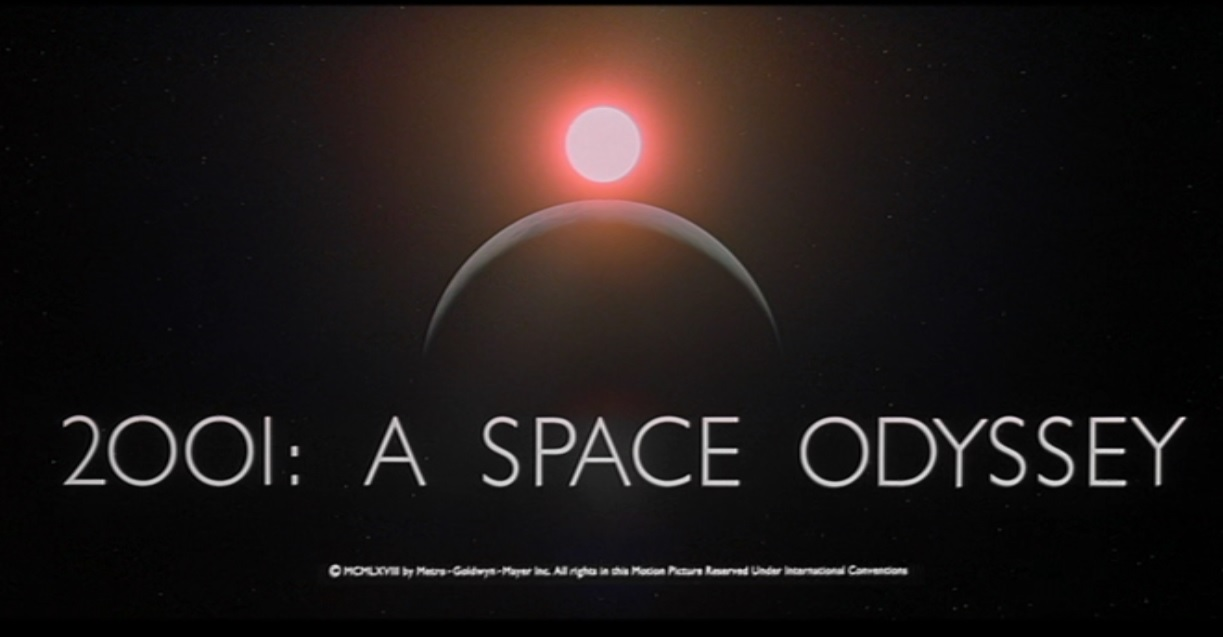 2001: A SPACE ODYSSEY
© MCMLXVIII by Metro-Goldwyn-Mayer Inc. All rights in this Motion Picture Reserved Under International Conventions